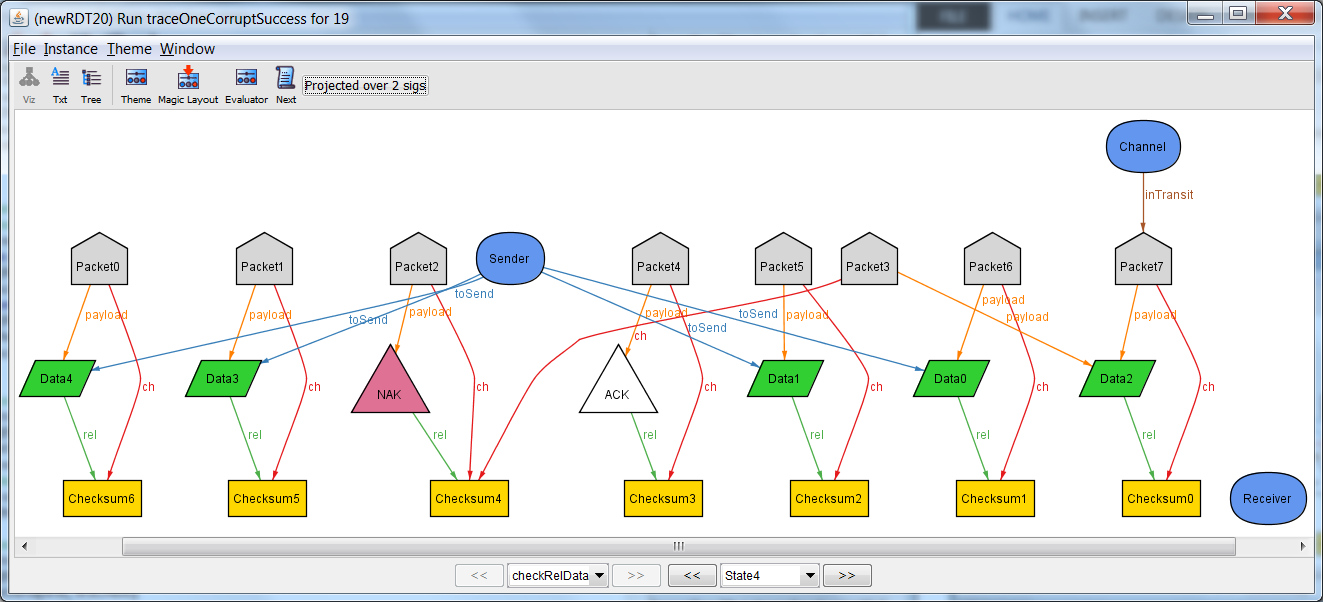 (newRDT20) Run traceOneCorruptSuccess for 19
File Instance Theme Window
Viz Txt Tree Theme Magic Layout Evaluator Next Projected over 2 sigs
Channel
inTransit
Packet0 Packet1 Packet2 Sender Packet4 Packet5 Packet3 Packet6 Packet7
toSend
payload
payload payload payload payload payload payload payload
toSend toSend toSend
ch
Data4 Data3 NAK ACK Data1 Data0 Data2
ch ch ch ch ch ch ch
rel rel rel rel rel rel rel
Checksum6 Checksum5 Checksum4 Checksum3 Checksum2 Checksum1 Checksum0 Receiver
<< checkRelData >> << State4 >>